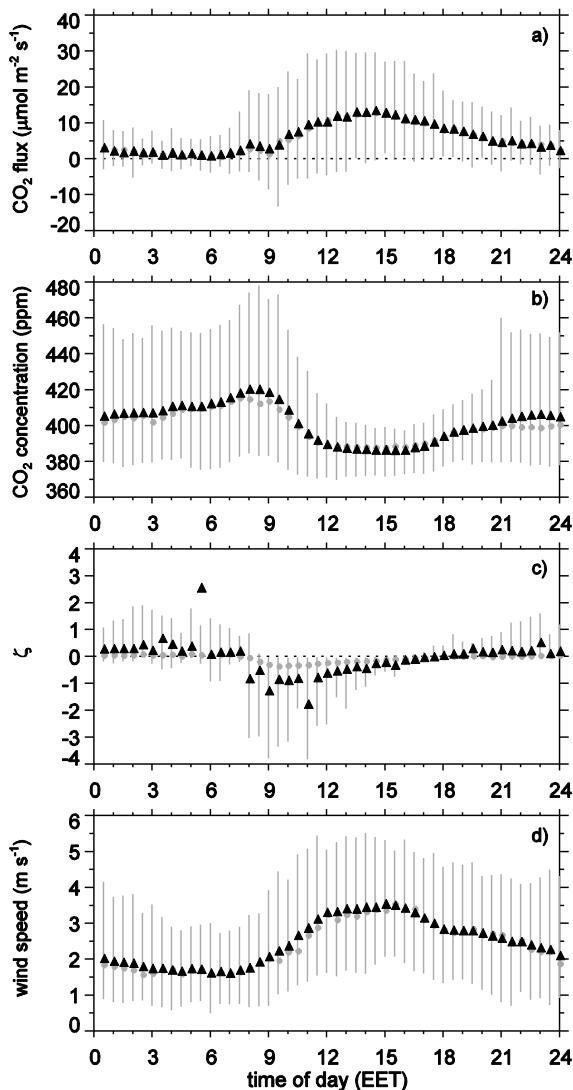 40
30
20
10
0
-10
-20
CO₂ flux (μmol m⁻² s⁻¹)
a)
0 3 6 9 12 15 18 21 24
480
460
440
420
400
380
360
CO₂ concentration (ppm)
b)
0 3 6 9 12 15 18 21 24
4
3
2
1
0
-1
-2
-3
-4
ζ
c)
0 3 6 9 12 15 18 21 24
6
5
4
3
2
1
0
wind speed (m s⁻¹)
d)
0 3 6 9 12 15 18 21 24
time of day (EET)